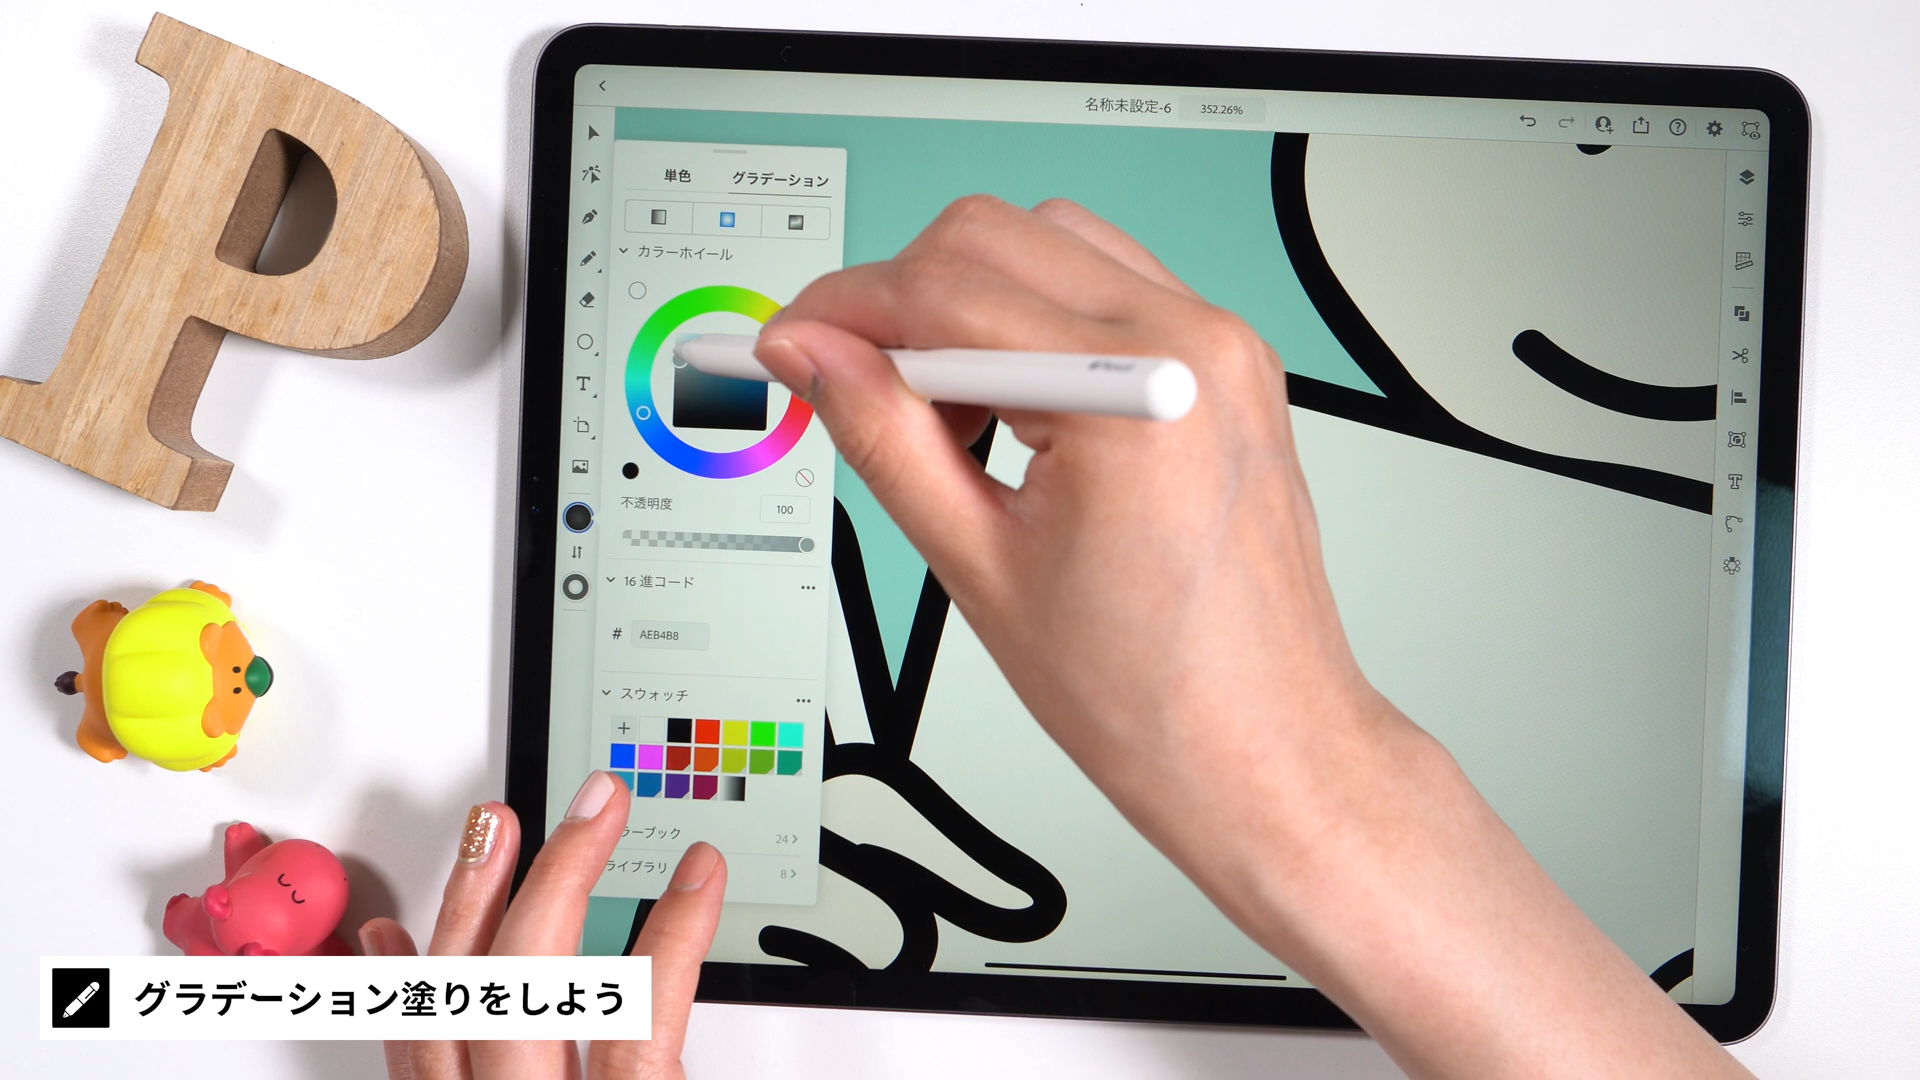 名称未設定-6 352.26%
単色 グラデーション
カラーホイール
不透明度 100
16 進コード
# AEB4B8
スウォッチ
ラーブック 24
ライブラリ 8
グラデーション塗りをしよう